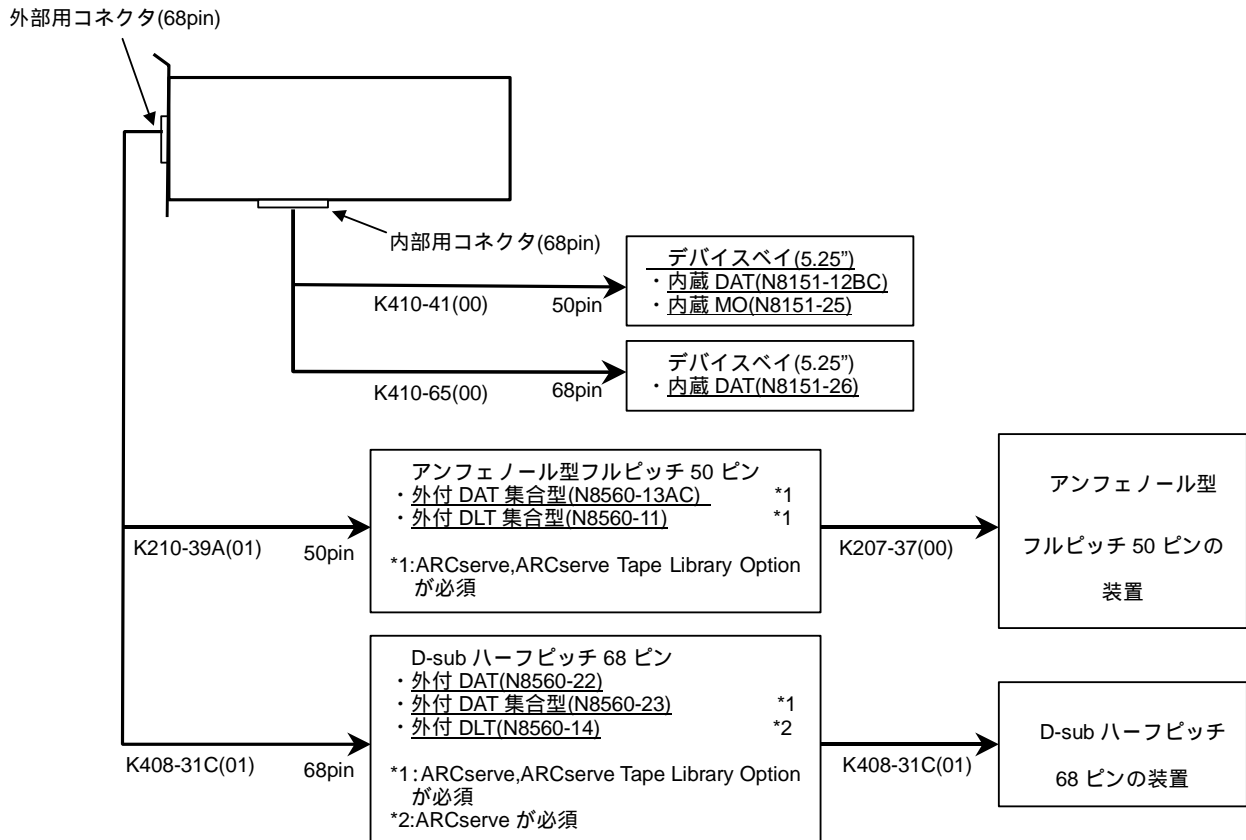 外部用コネクタ(68pin)
内部用コネクタ(68pin)
K410-41(00)
50pin
デバイスベイ(5.25”)
・内蔵 DAT(N8151-12BC)
・内蔵 MO(N8151-25)
K410-65(00)
68pin
デバイスベイ(5.25”)
・内蔵 DAT(N8151-26)
K210-39A(01)
50pin
アンフェノール型フルピッチ 50 ピン
・外付 DAT 集合型(N8560-13AC) *1
・外付 DLT 集合型(N8560-11) *1
*1:ARCserve,ARCserve Tape Library Option
が必須
K207-37(00)
アンフェノール型
フルピッチ 50 ピンの
装置
K408-31C(01)
68pin
D-sub ハーフピッチ 68 ピン
・外付 DAT(N8560-22)
・外付 DAT 集合型(N8560-23) *1
・外付 DLT(N8560-14) *2
*1:ARCserve,ARCserve Tape Library Option
が必須
*2:ARCserve が必須
K408-31C(01)
D-sub ハーフピッチ
68 ピンの装置